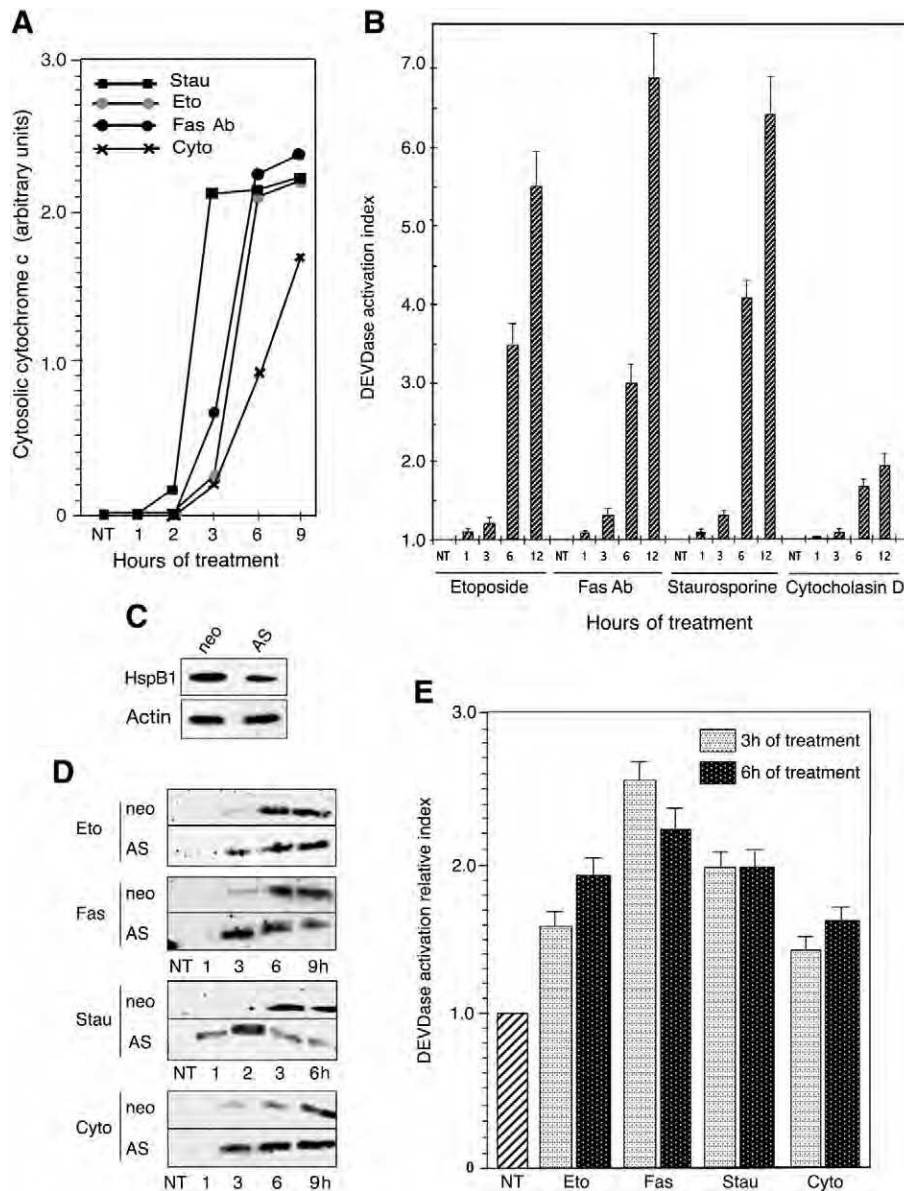 A
Cytosolic cytochrome c (arbitrary units)
3.0
2.0
1.0
0
Stau
Eto
Fas Ab
Cyto
NT 1 2 3 6 9
Hours of treatment
B
DEVDase activation index
7.0
6.0
5.0
4.0
3.0
2.0
1.0
NT 1 3 6 12 NT 1 3 6 12 NT 1 3 6 12 NT 1 3 6 12
Etoposide Fas Ab Staurosporine Cytocholasin D
Hours of treatment
C
neo AS
HspB1
Actin
D
Eto
neo
AS
Fas
neo
AS
NT 1 3 6 9h
Stau
neo
AS
NT 1 2 3 6h
Cyto
neo
AS
NT 1 3 6 9h
E
DEVDase activation relative index
3.0
2.0
1.0
0
3h of treatment
6h of treatment
NT Eto Fas Stau Cyto